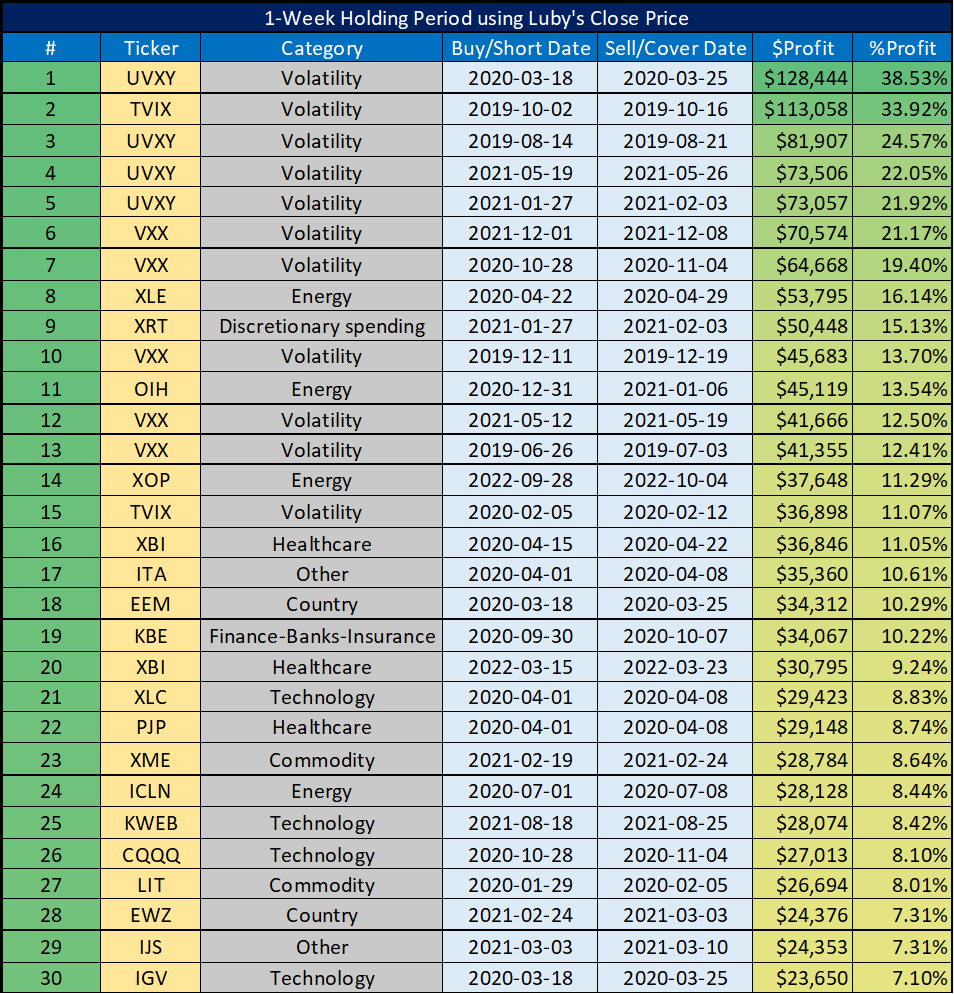 1-Week Holding Period using Luby's Close Price
# Ticker Category Buy/Short Date Sell/Cover Date $Profit %Profit
1 UVXY Volatility 2020-03-18 2020-03-25 $128,444 38.53%
2 TVIX Volatility 2019-10-02 2019-10-16 $113,058 33.92%
3 UVXY Volatility 2019-08-14 2019-08-21 $81,907 24.57%
4 UVXY Volatility 2021-05-19 2021-05-26 $73,506 22.05%
5 UVXY Volatility 2021-01-27 2021-02-03 $73,057 21.92%
6 VXX Volatility 2021-12-01 2021-12-08 $70,574 21.17%
7 VXX Volatility 2020-10-28 2020-11-04 $64,668 19.40%
8 XLE Energy 2020-04-22 2020-04-29 $53,795 16.14%
9 XRT Discretionary spending 2021-01-27 2021-02-03 $50,448 15.13%
10 VXX Volatility 2019-12-11 2019-12-19 $45,683 13.70%
11 OIH Energy 2020-12-31 2021-01-06 $45,119 13.54%
12 VXX Volatility 2021-05-12 2021-05-19 $41,666 12.50%
13 VXX Volatility 2019-06-26 2019-07-03 $41,355 12.41%
14 XOP Energy 2022-09-28 2022-10-04 $37,648 11.29%
15 TVIX Volatility 2020-02-05 2020-02-12 $36,898 11.07%
16 XBI Healthcare 2020-04-15 2020-04-22 $36,846 11.05%
17 ITA Other 2020-04-01 2020-04-08 $35,360 10.61%
18 EEM Country 2020-03-18 2020-03-25 $34,312 10.29%
19 KBE Finance-Banks-Insurance 2020-09-30 2020-10-07 $34,067 10.22%
20 XBI Healthcare 2022-03-15 2022-03-23 $30,795 9.24%
21 XLC Technology 2020-04-01 2020-04-08 $29,423 8.83%
22 PJP Healthcare 2020-04-01 2020-04-08 $29,148 8.74%
23 XME Commodity 2021-02-19 2021-02-24 $28,784 8.64%
24 ICLN Energy 2020-07-01 2020-07-08 $28,128 8.44%
25 KWEB Technology 2021-08-18 2021-08-25 $28,074 8.42%
26 CQQQ Technology 2020-10-28 2020-11-04 $27,013 8.10%
27 LIT Commodity 2020-01-29 2020-02-05 $26,694 8.01%
28 EWZ Country 2021-02-24 2021-03-03 $24,376 7.31%
29 IJS Other 2021-03-03 2021-03-10 $24,353 7.31%
30 IGV Technology 2020-03-18 2020-03-25 $23,650 7.10%